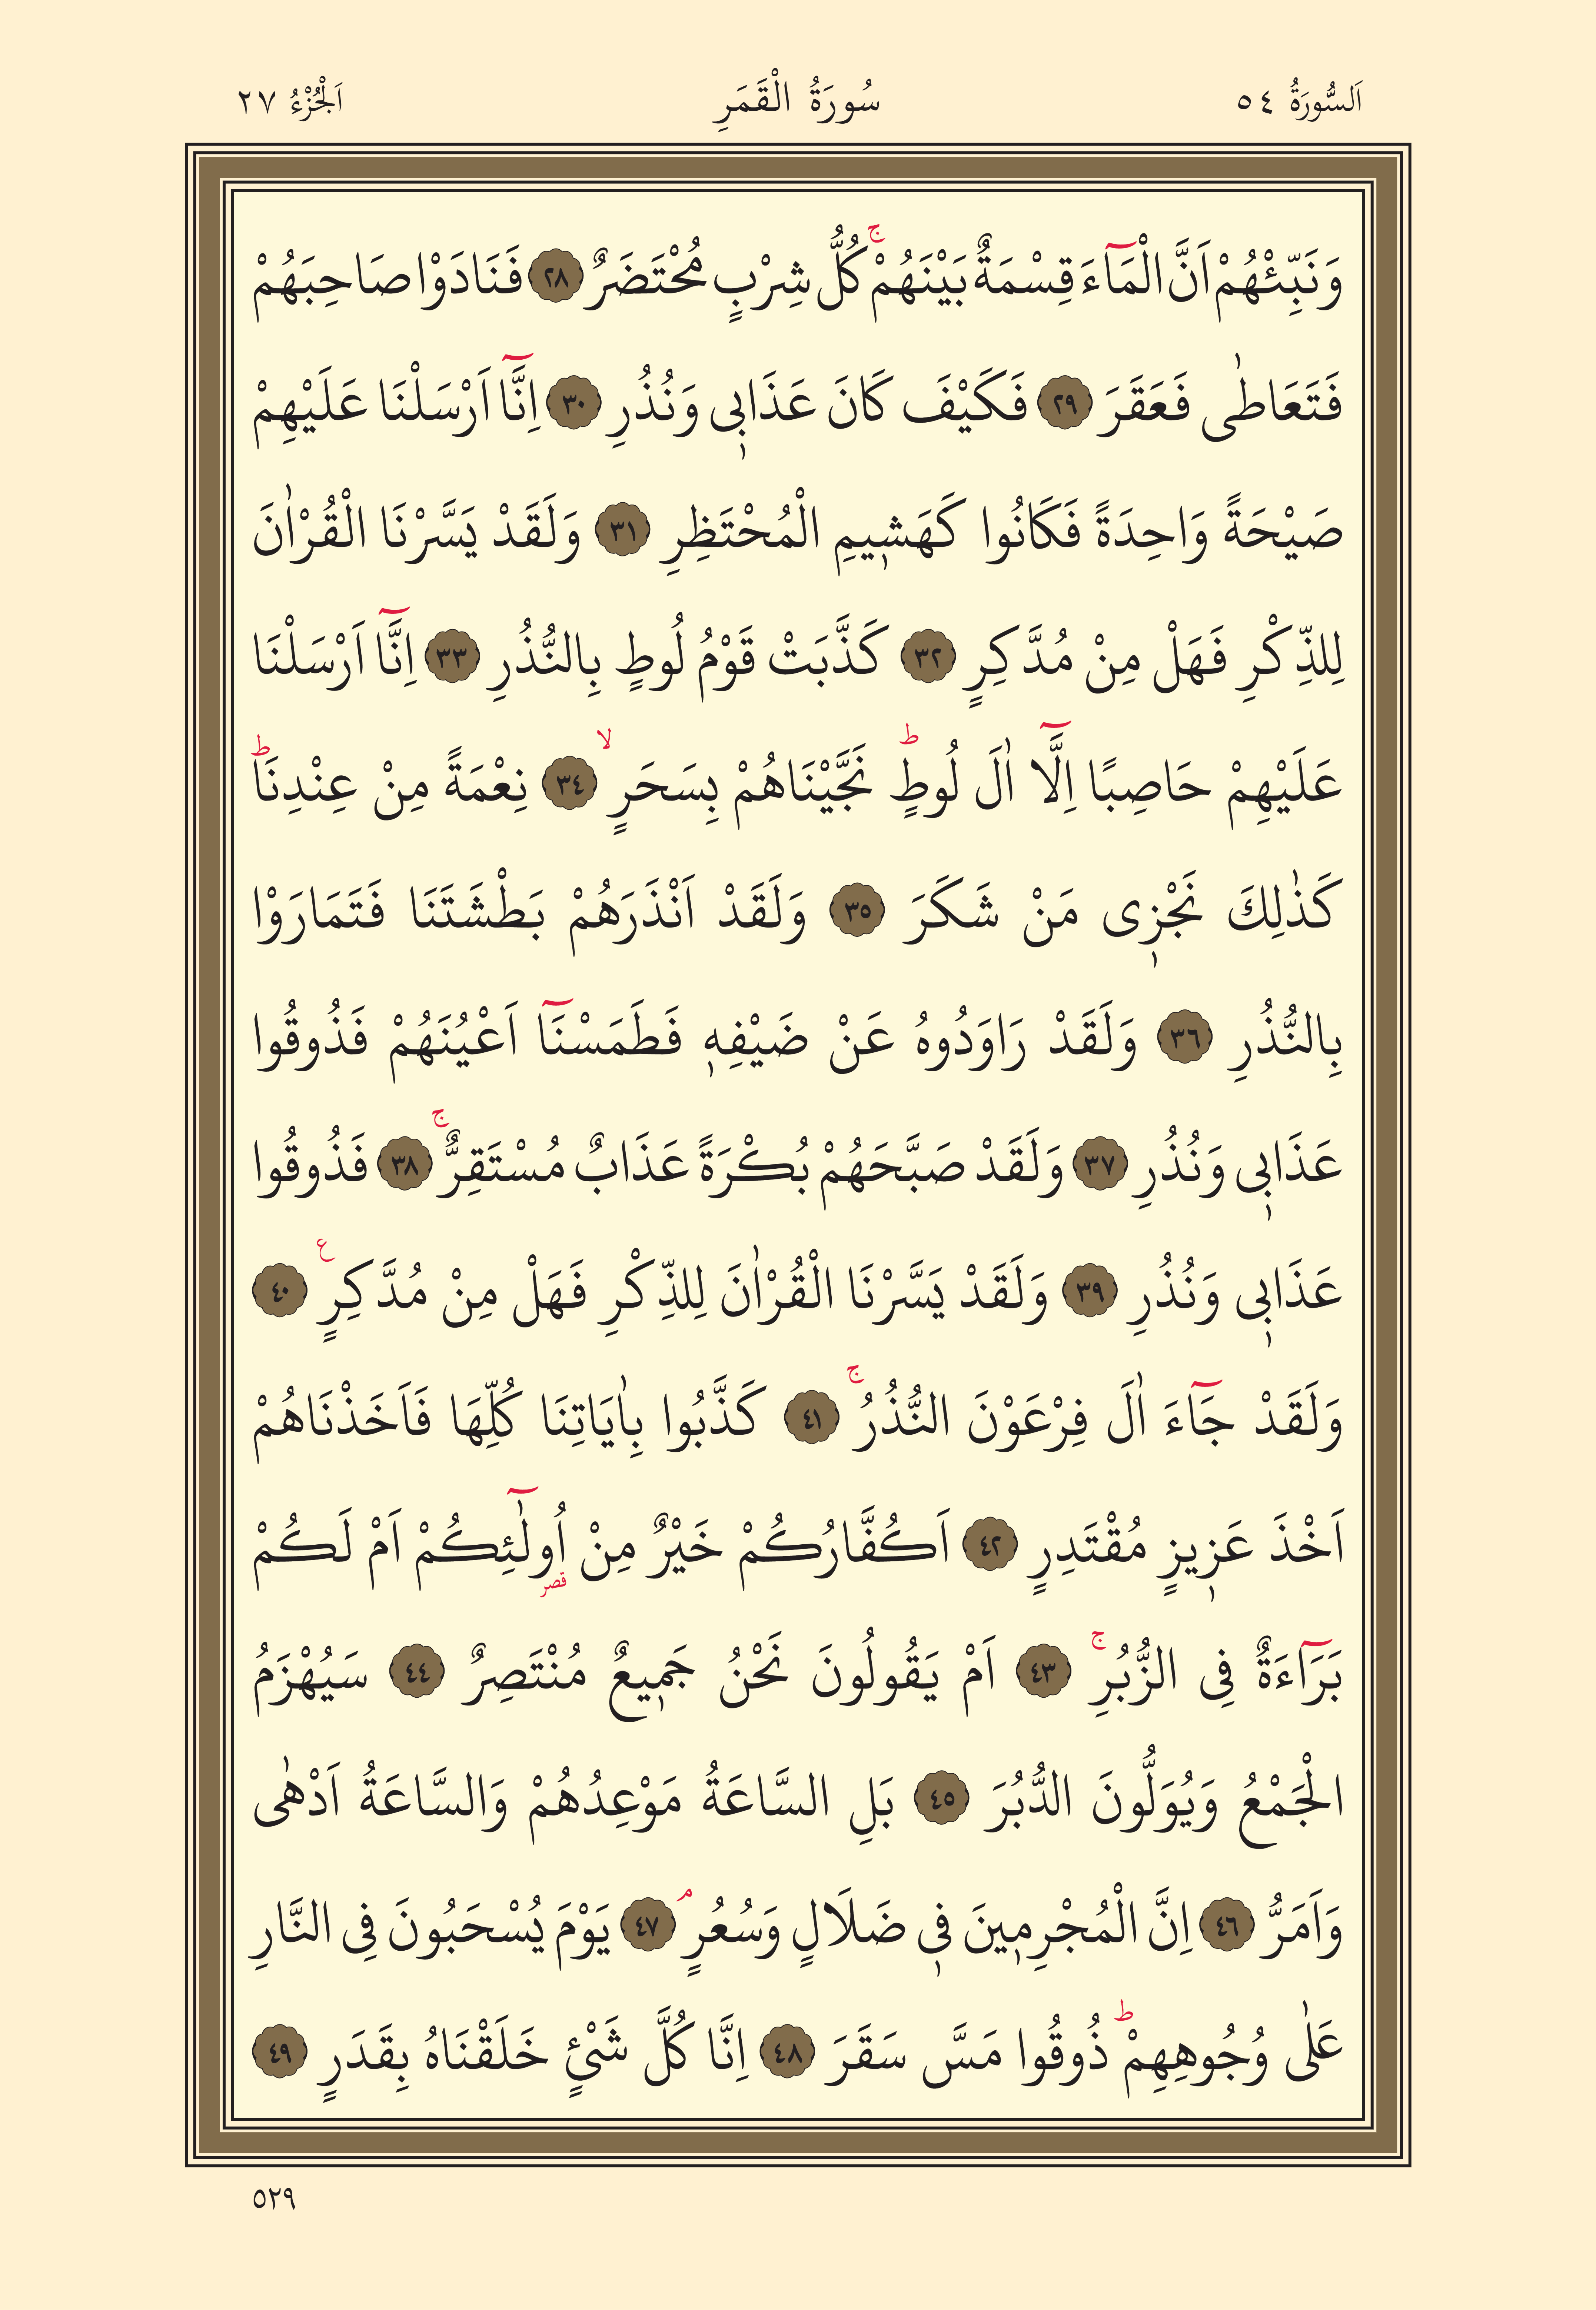 اَلسُّورَةُ ٥٤ سُورَةُ الْقَمَرِ اَلْجُزْءُ ٢٧
وَنَبِّئْهُمْ اَنَّ الْمَٓاءَ قِسْمَةٌ بَيْنَهُمْۚ كُلُّ شِرْبٍ مُحْتَضَرٌ ٢٨ فَنَادَوْا صَاحِبَهُمْ
فَتَعَاطٰى فَعَقَرَ ٢٩ فَكَيْفَ كَانَ عَذَاب۪ى وَنُذُرِ ٣٠ اِنَّٓا اَرْسَلْنَا عَلَيْهِمْ
صَيْحَةً وَاحِدَةً فَكَانُوا كَهَش۪يمِ الْمُحْتَظِرِ ٣١ وَلَقَدْ يَسَّرْنَا الْقُرْاٰنَ
لِلذِّكْرِ فَهَلْ مِنْ مُدَّكِرٍ ٣٢ كَذَّبَتْ قَوْمُ لُوطٍ بِالنُّذُرِ ٣٣ اِنَّٓا اَرْسَلْنَا
عَلَيْهِمْ حَاصِبًا اِلَّٓا اٰلَ لُوطٍؕ نَجَّيْنَاهُمْ بِسَحَرٍۙ ٣٤ نِعْمَةً مِنْ عِنْدِنَاؕ
كَذٰلِكَ نَجْز۪ى مَنْ شَكَرَ ٣٥ وَلَقَدْ اَنْذَرَهُمْ بَطْشَتَنَا فَتَمَارَوْا
بِالنُّذُرِ ٣٦ وَلَقَدْ رَاوَدُوهُ عَنْ ضَيْفِه۪ فَطَمَسْنَٓا اَعْيُنَهُمْ فَذُوقُوا
عَذَاب۪ى وَنُذُرِ ٣٧ وَلَقَدْ صَبَّحَهُمْ بُكْرَةً عَذَابٌ مُسْتَقِرٌّۚ ٣٨ فَذُوقُوا
عَذَاب۪ى وَنُذُرِ ٣٩ وَلَقَدْ يَسَّرْنَا الْقُرْاٰنَ لِلذِّكْرِ فَهَلْ مِنْ مُدَّكِرٍ ع ٤٠
وَلَقَدْ جَٓاءَ اٰلَ فِرْعَوْنَ النُّذُرُۚ ٤١ كَذَّبُوا بِاٰيَاتِنَا كُلِّهَا فَاَخَذْنَاهُمْ
اَخْذَ عَز۪يزٍ مُقْتَدِرٍ ٤٢ اَكُفَّارُكُمْ خَيْرٌ مِنْ اُو۬لٰٓئِكُمْ قصر اَمْ لَكُمْ
بَرَٓاءَةٌ فِى الزُّبُرِۚ ٤٣ اَمْ يَقُولُونَ نَحْنُ جَم۪يعٌ مُنْتَصِرٌ ٤٤ سَيُهْزَمُ
الْجَمْعُ وَيُوَلُّونَ الدُّبُرَ ٤٥ بَلِ السَّاعَةُ مَوْعِدُهُمْ وَالسَّاعَةُ اَدْهٰى
وَاَمَرُّ ٤٦ اِنَّ الْمُجْرِم۪ينَ ف۪ى ضَلَالٍ وَسُعُرٍۢ ٤٧ يَوْمَ يُسْحَبُونَ فِى النَّارِ
عَلٰى وُجُوهِهِمْؕ ذُوقُوا مَسَّ سَقَرَ ٤٨ اِنَّا كُلَّ شَىْءٍ خَلَقْنَاهُ بِقَدَرٍ ٤٩
٥٢٩